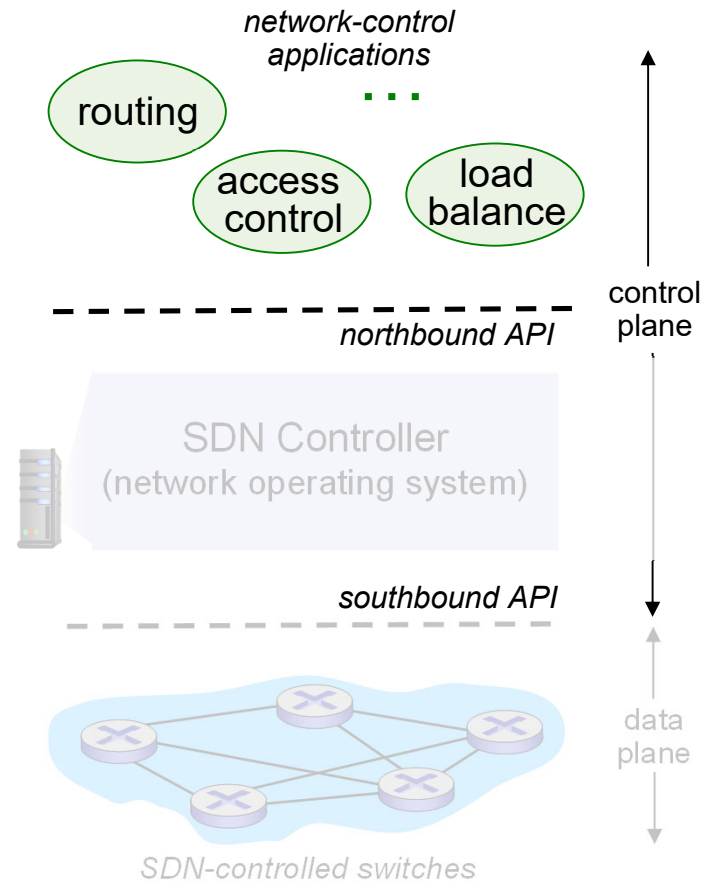 network-control
applications
routing
...
access
control
load
balance
control
plane
northbound API
SDN Controller
(network operating system)
southbound API
data
plane
SDN-controlled switches